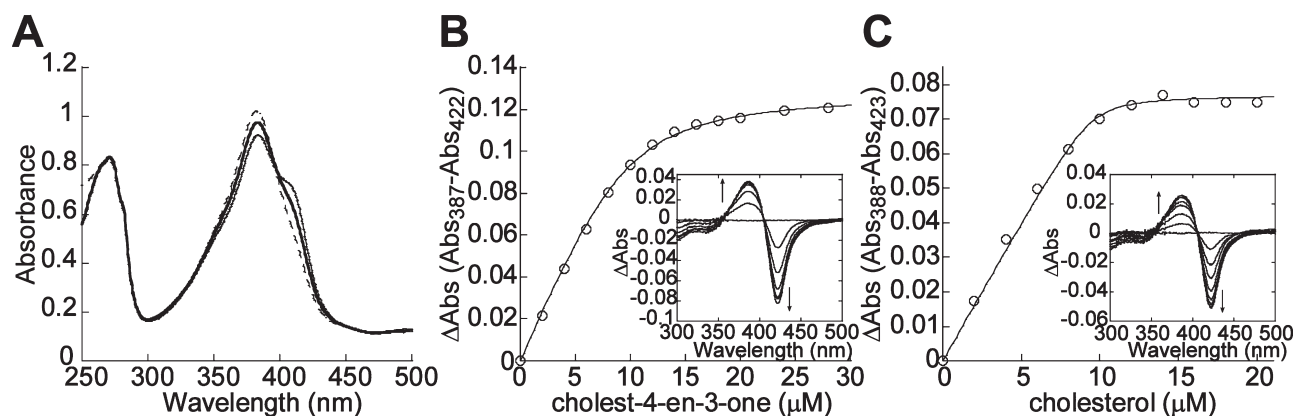 A
Absorbance
1.2
1
0.8
0.6
0.4
0.2
0
250 300 350 400 450 500
Wavelength (nm)
B
ΔAbs (Abs387-Abs422)
0.14
0.12
0.1
0.08
0.06
0.04
0.02
0
0 5 10 15 20 25 30
cholest-4-en-3-one (μM)
ΔAbs
0.04
0.02
0
-0.02
-0.04
-0.06
-0.08
-0.1
300 350 400 450 500
Wavelength (nm)
C
ΔAbs (Abs388-Abs423)
0.08
0.07
0.06
0.05
0.04
0.03
0.02
0.01
0
0 5 10 15 20
cholesterol (μM)
ΔAbs
0.04
0.02
0
-0.02
-0.04
-0.06
300 350 400 450 500
Wavelength (nm)